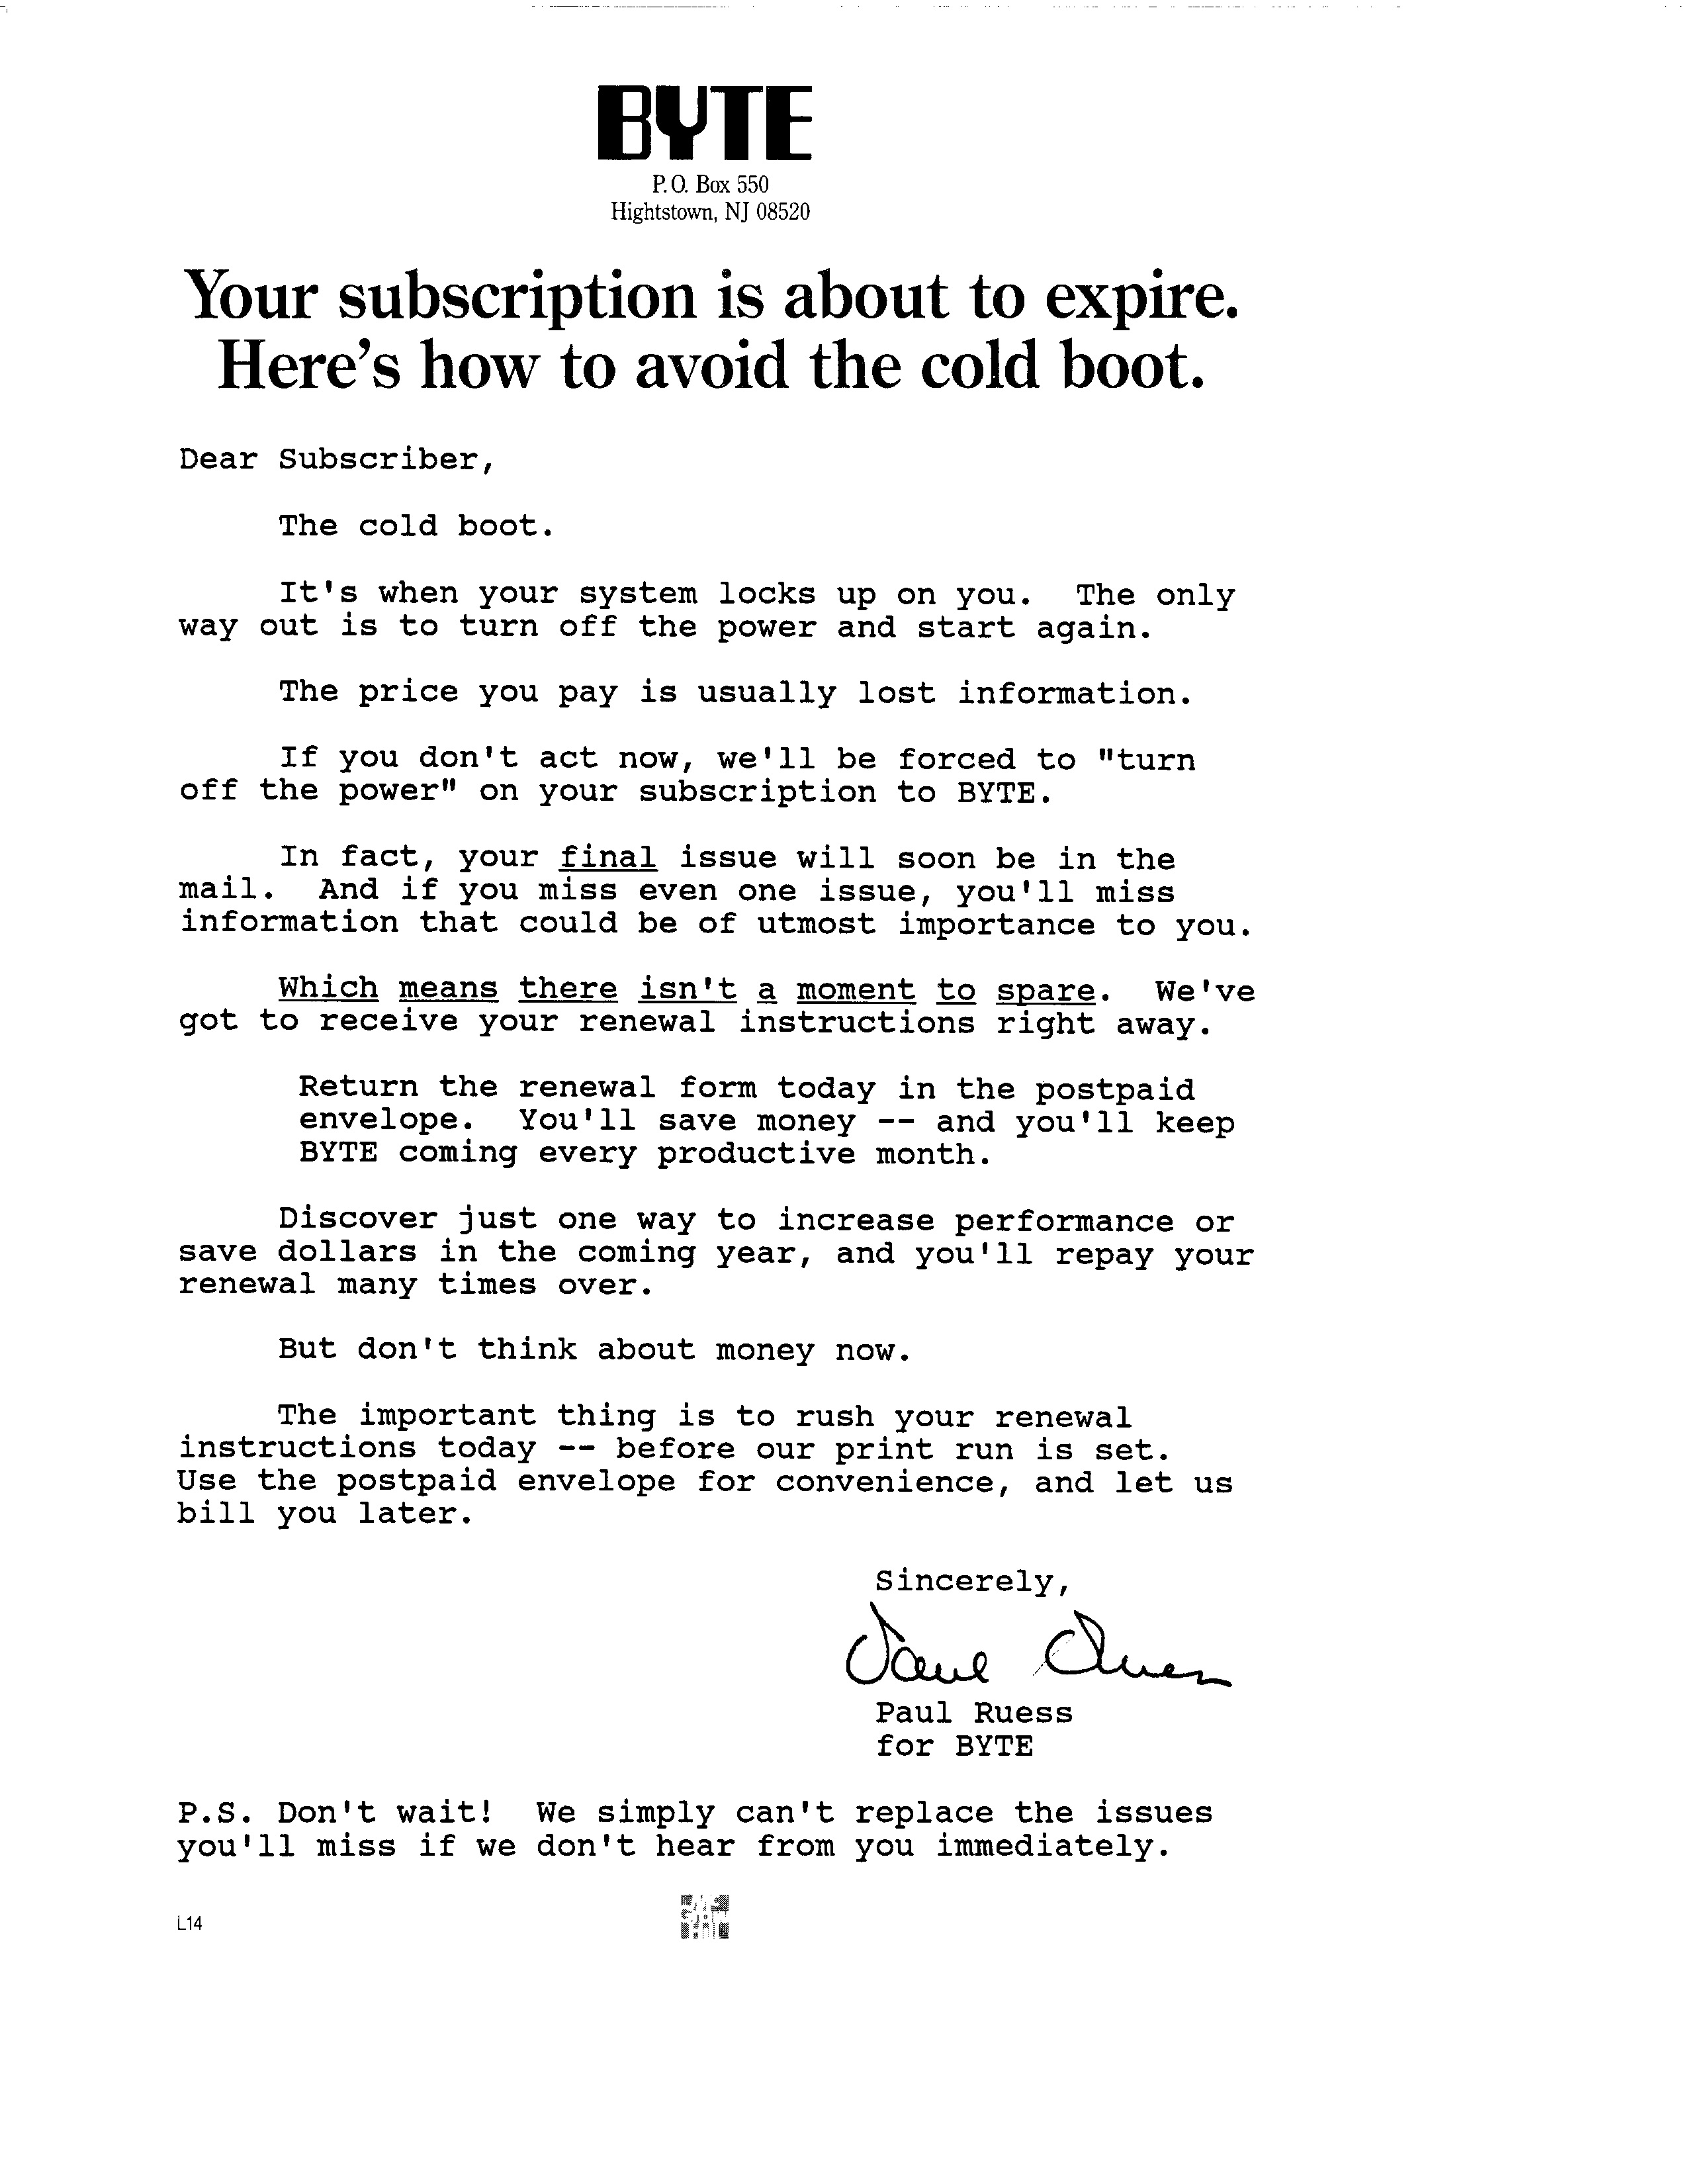 BYTE
P.O. Box 550
Hightstown, NJ 08520
Your subscription is about to expire.
Here's how to avoid the cold boot.
Dear Subscriber,
The cold boot.
It's when your system locks up on you.  The only
way out is to turn off the power and start again.
The price you pay is usually lost information.
If you don't act now, we'll be forced to "turn
off the power" on your subscription to BYTE.
In fact, your final issue will soon be in the
mail.  And if you miss even one issue, you'll miss
information that could be of utmost importance to you.
Which means there isn't a moment to spare.  We've
got to receive your renewal instructions right away.
Return the renewal form today in the postpaid
envelope.  You'll save money -- and you'll keep
BYTE coming every productive month.
Discover just one way to increase performance or
save dollars in the coming year, and you'll repay your
renewal many times over.
But don't think about money now.
The important thing is to rush your renewal
instructions today -- before our print run is set.
Use the postpaid envelope for convenience, and let us
bill you later.
Sincerely,
Paul Ruess
for BYTE
P.S. Don't wait!  We simply can't replace the issues
you'll miss if we don't hear from you immediately.
L14